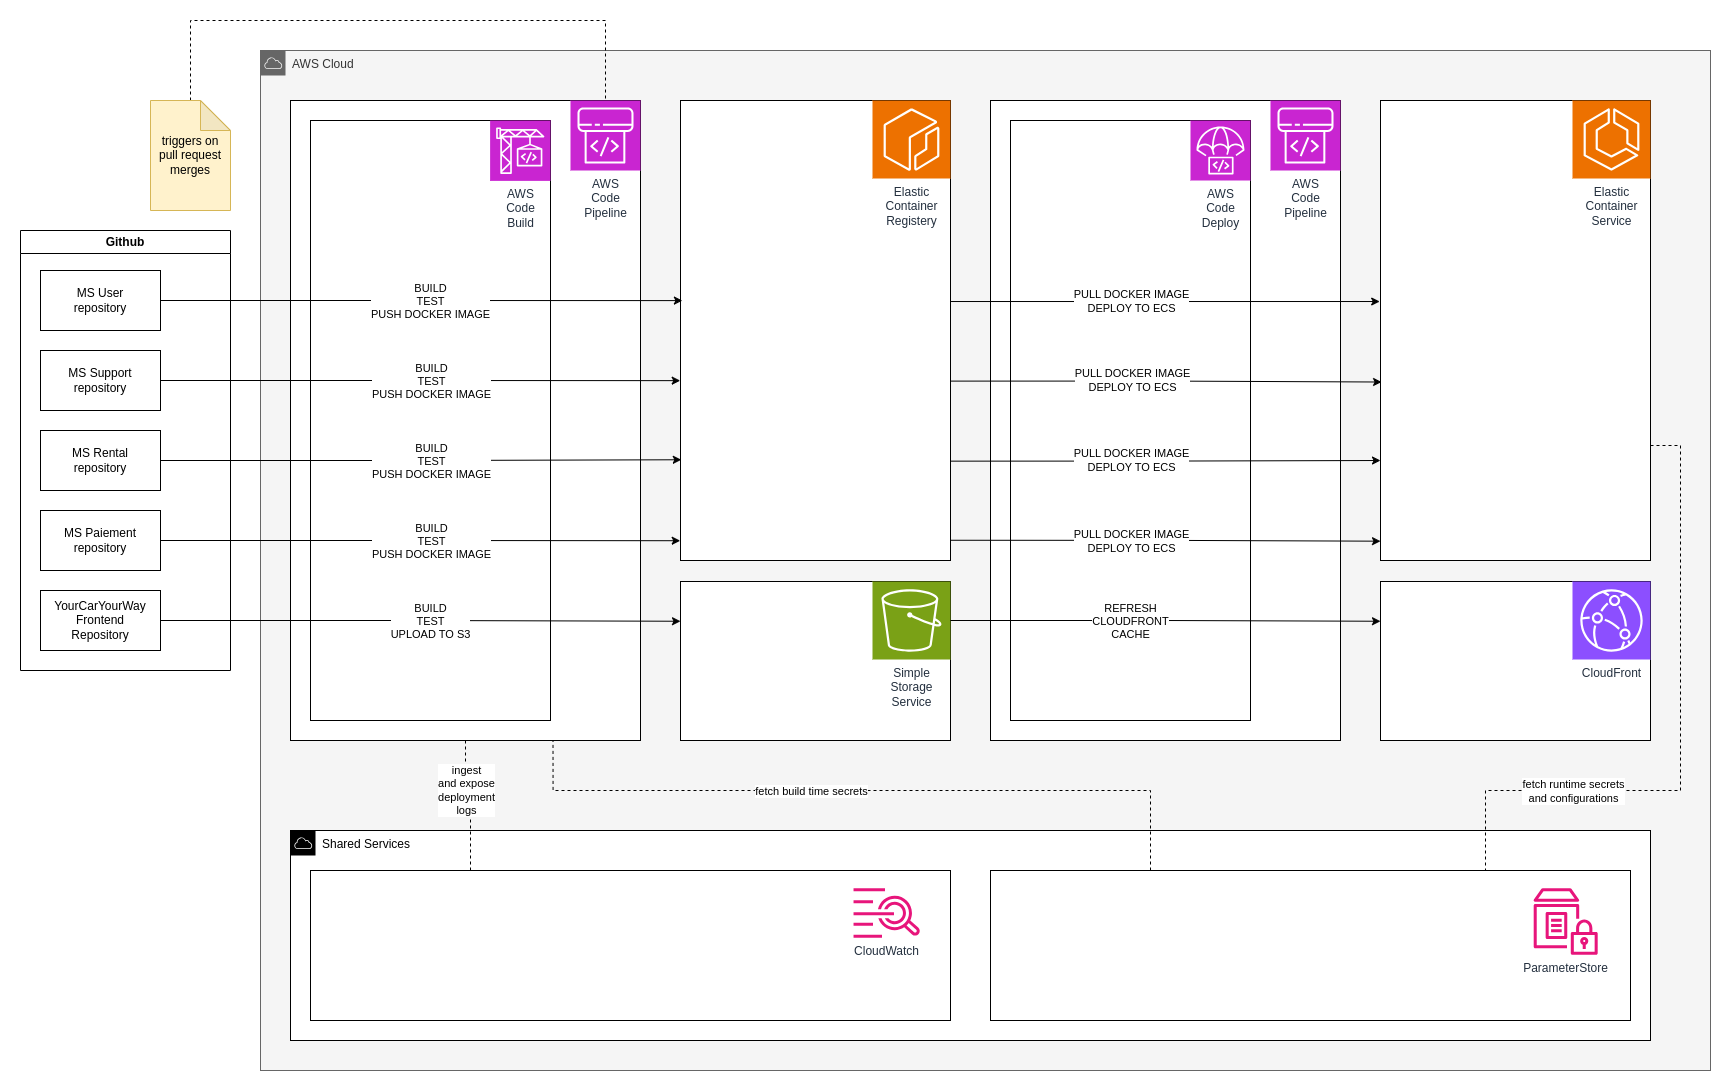 AWS Cloud
triggers on
pull request
merges
AWS
Code
Build
AWS
Code
Pipeline
Elastic
Container
Registery
AWS
Code
Deploy
AWS
Code
Pipeline
Elastic
Container
Service
Github
MS User
repository
BUILD
TEST
PUSH DOCKER IMAGE
PULL DOCKER IMAGE
DEPLOY TO ECS
MS Support
repository
BUILD
TEST
PUSH DOCKER IMAGE
PULL DOCKER IMAGE
DEPLOY TO ECS
MS Rental
repository
BUILD
TEST
PUSH DOCKER IMAGE
PULL DOCKER IMAGE
DEPLOY TO ECS
MS Paiement
repository
BUILD
TEST
PUSH DOCKER IMAGE
PULL DOCKER IMAGE
DEPLOY TO ECS
YourCarYourWay
Frontend
Repository
BUILD
TEST
UPLOAD TO S3
Simple
Storage
Service
REFRESH
CLOUDFRONT
CACHE
CloudFront
ingest
and expose
deployment
logs
fetch build time secrets
fetch runtime secrets
and configurations
Shared Services
CloudWatch
ParameterStore